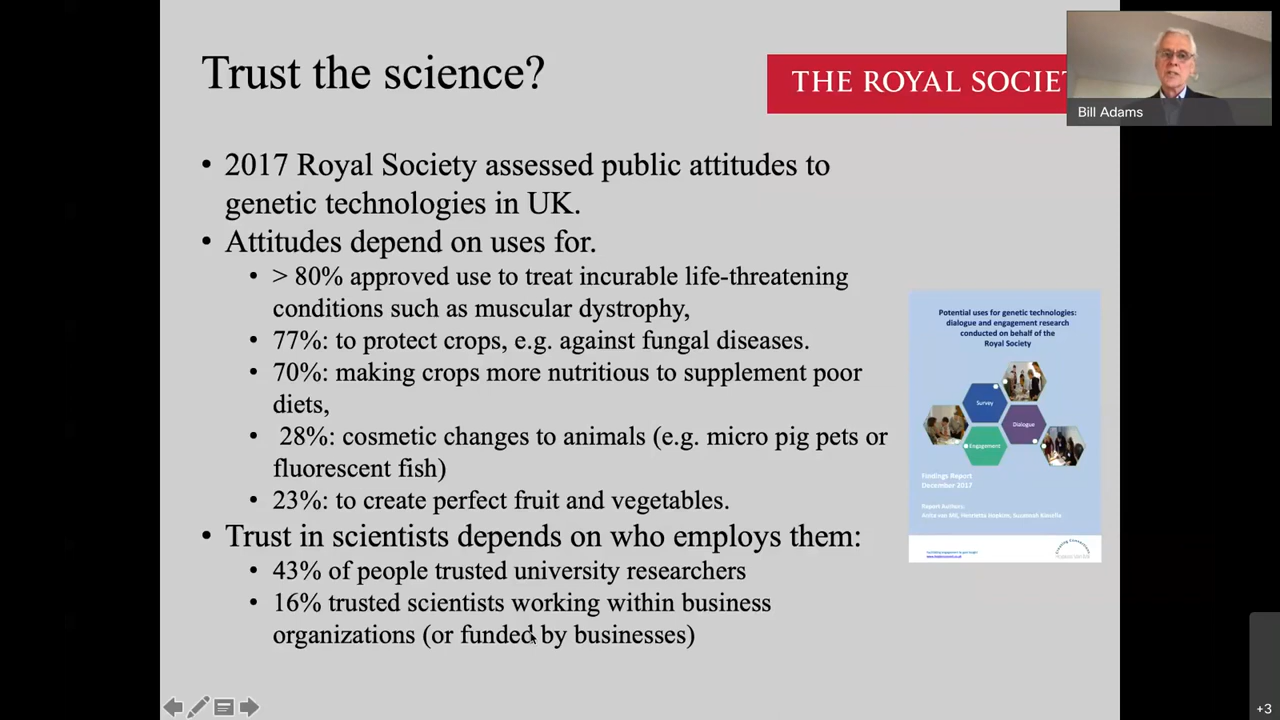 Trust the science?
THE ROYAL SOCIET
Bill Adams
• 2017 Royal Society assessed public attitudes to
genetic technologies in UK.
• Attitudes depend on uses for.
• > 80% approved use to treat incurable life-threatening
conditions such as muscular dystrophy,
• 77%: to protect crops, e.g. against fungal diseases.
• 70%: making crops more nutritious to supplement poor
diets,
• 28%: cosmetic changes to animals (e.g. micro pig pets or
fluorescent fish)
• 23%: to create perfect fruit and vegetables.
• Trust in scientists depends on who employs them:
• 43% of people trusted university researchers
• 16% trusted scientists working within business
organizations (or funded by businesses)
Potential uses for genetic technologies:
dialogue and engagement research
conducted on behalf of the
Royal Society
Survey
Dialogue
Engagement
Findings Report
December 2017
Report Authors:
+3